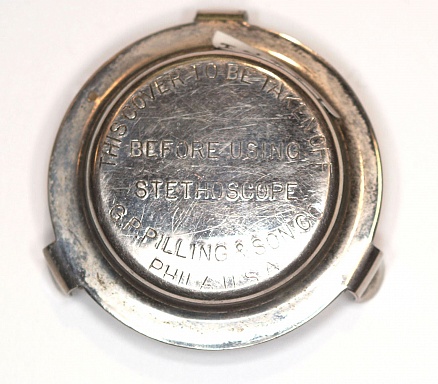 THIS COVER TO BE TAKEN OFF
BEFORE USING
STETHOSCOPE
G.P. PILLING & SON CO.
PHILA. U.S.A.